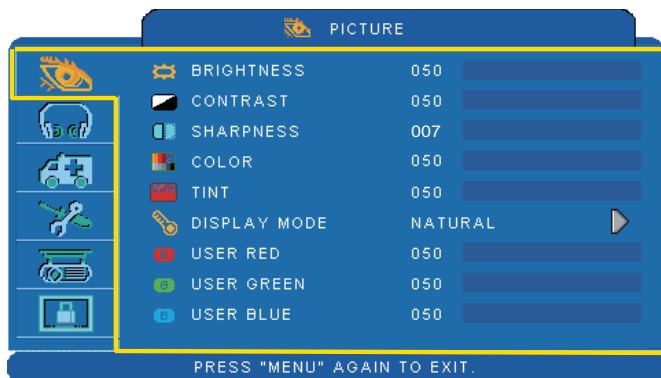 PICTURE
BRIGHTNESS 050
CONTRAST 050
SHARPNESS 007
COLOR 050
TINT 050
DISPLAY MODE NATURAL
USER RED 050
G USER GREEN 050
B USER BLUE 050
PRESS "MENU" AGAIN TO EXIT.